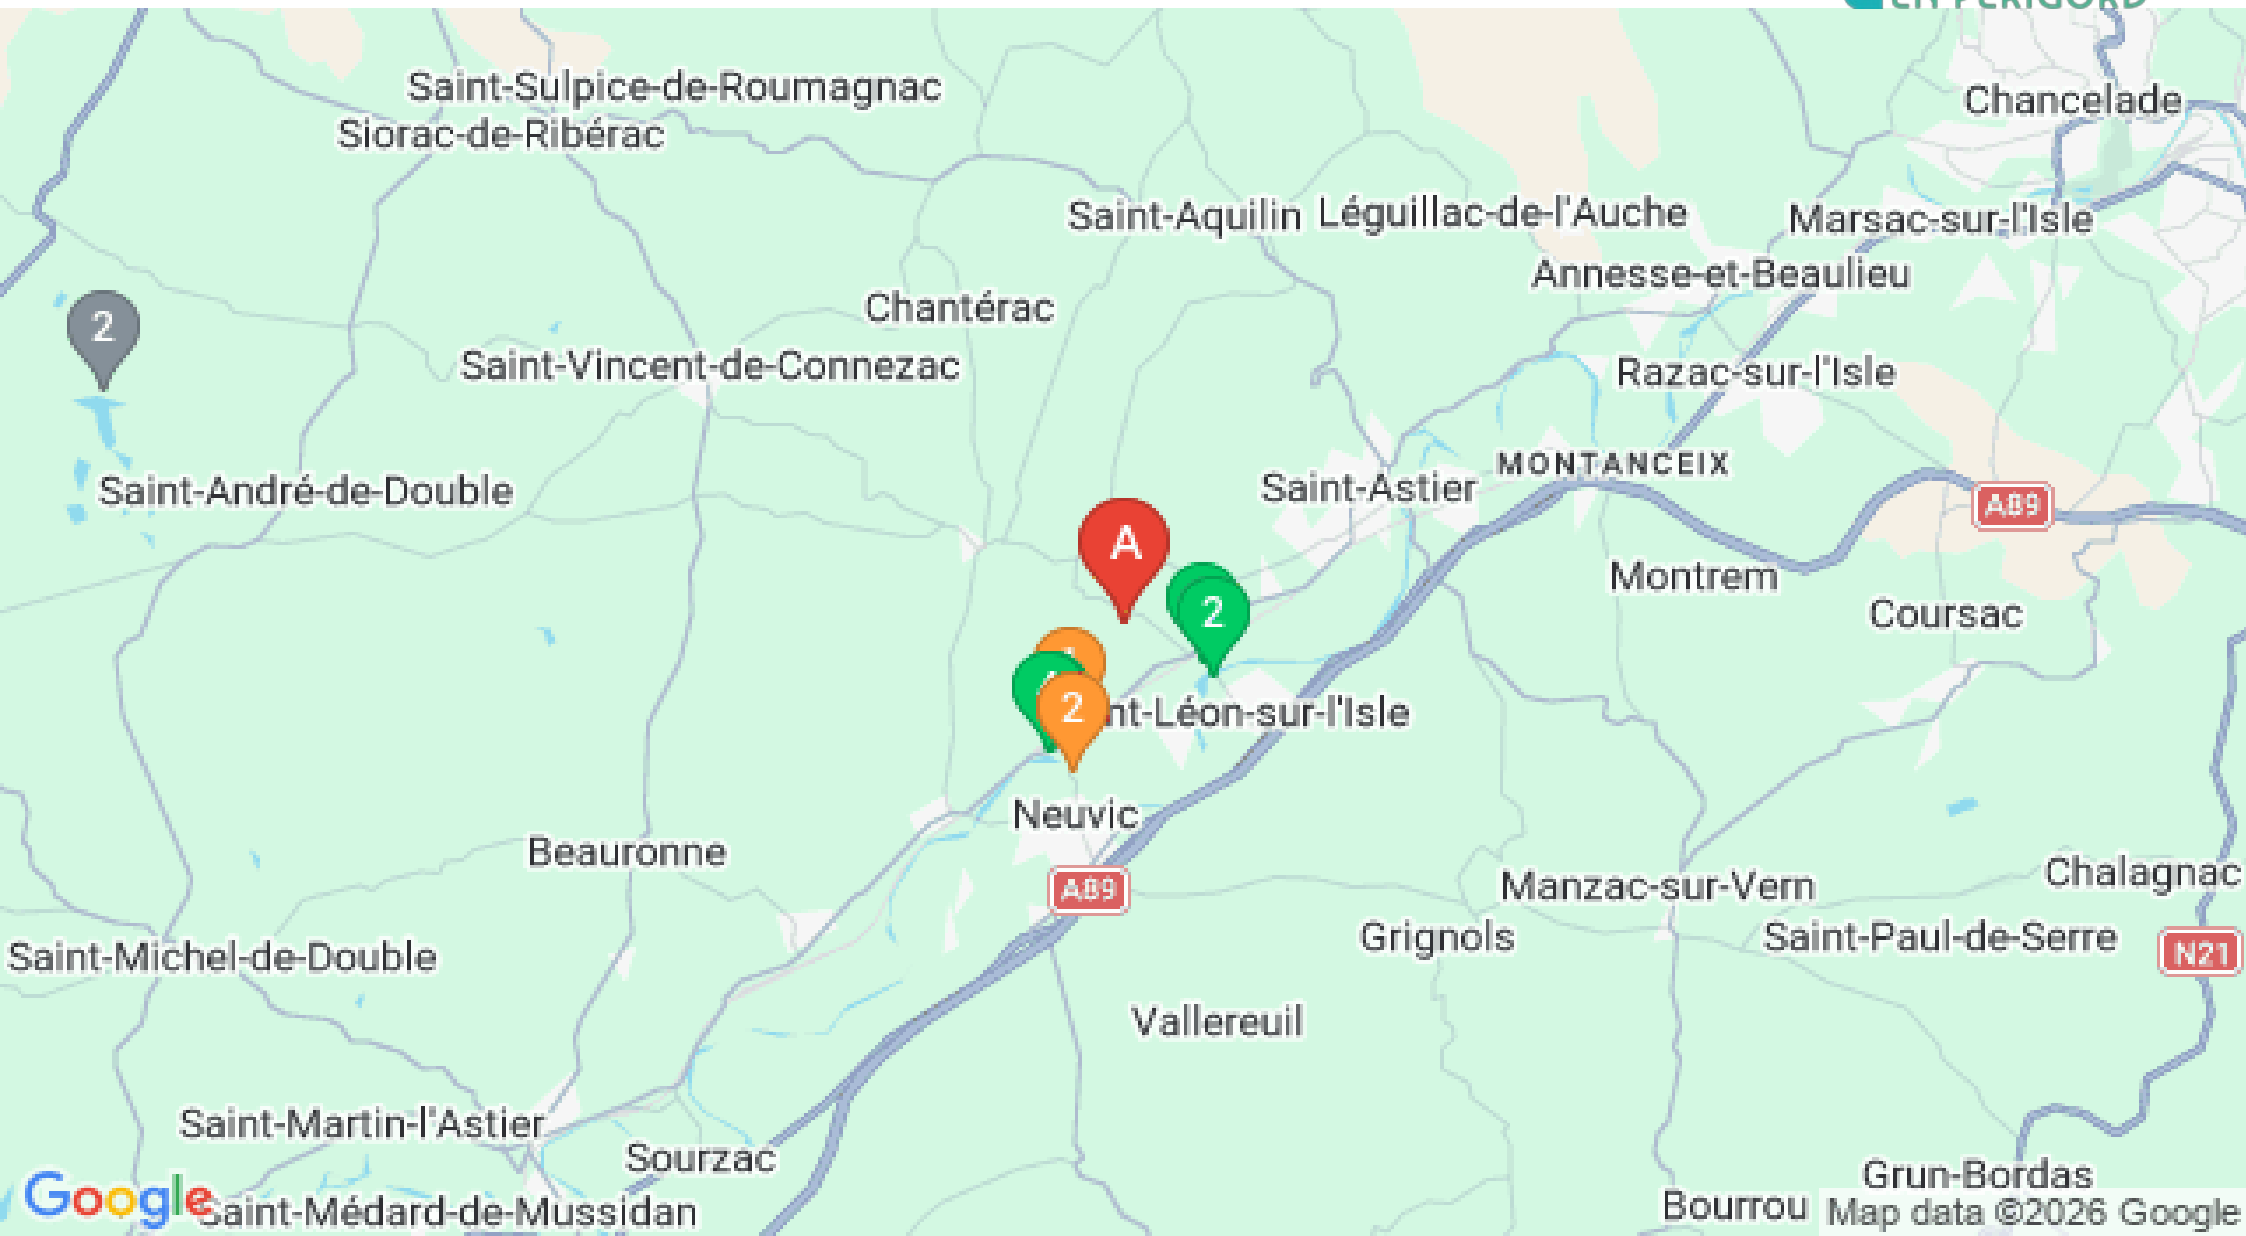 EN PÉRIGORD
Saint-Sulpice-de-Roumagnac
Chancelade
Siorac-de-Ribérac
Saint-Aquilin
Léguillac-de-l'Auche
Marsac-sur-l'Isle
Annesse-et-Beaulieu
Chantérac
2
Saint-Vincent-de-Connezac
Razac-sur-l'Isle
MONTANCEIX
Saint-Astier
Saint-André-de-Double
A89
A
Montrem
2
Coursac
2
nt-Léon-sur-l'Isle
Neuvic
Beauronne
A89
Manzac-sur-Vern
Chalagnac
Grignols
Saint-Paul-de-Serre
N21
Saint-Michel-de-Double
Vallereuil
Saint-Martin-l'Astier
Sourzac
Grun-Bordas
Google
Saint-Médard-de-Mussidan
Bourrou
Map data ©2026 Google